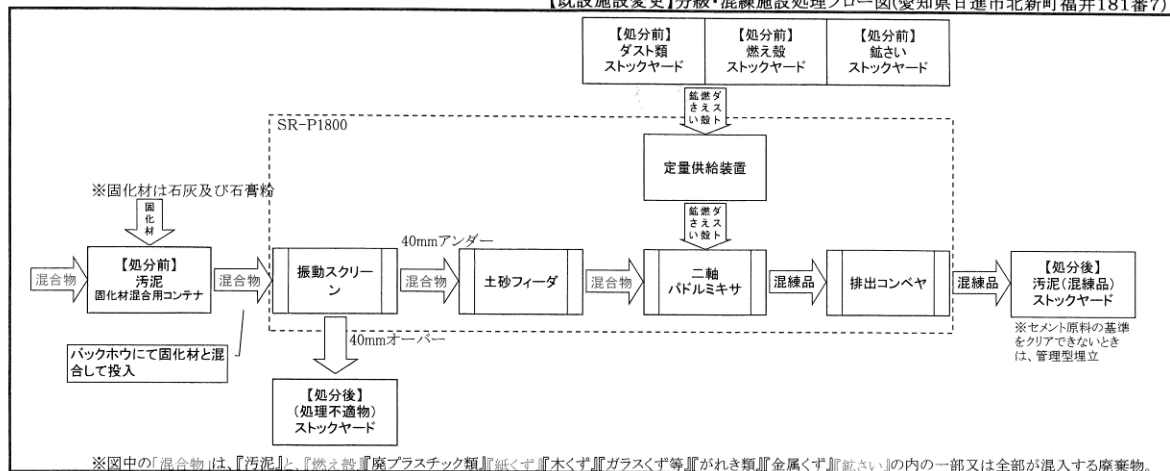 【既設施設変更】分級・混練施設処理フロー図(愛知県日進市北新町福井181番7)
【処分前】
ダスト類
ストックヤード
【処分前】
燃え殻
ストックヤード
【処分前】
鉱さい
ストックヤード
ダスト
燃え殻
鉱さい
SR-P1800
定量供給装置
※固化材は石灰及び石膏粉
固化材
ダスト
燃え殻
鉱さい
40mmアンダー
混合物
【処分前】
汚泥
固化材混合用コンテナ
混合物
振動スクリー
ン
混合物
土砂フィーダ
混合物
二軸
パドルミキサ
混練品
排出コンベヤ
混練品
【処分後】
汚泥(混練品)
ストックヤード
※セメント原料の基準
をクリアできないとき
は、管理型埋立
バックホウにて固化材と混
合して投入
40mmオーバー
【処分後】
(処理不適物)
ストックヤード
※図中の「混合物」は、『汚泥』と、『燃え殻』『廃プラスチック類』『紙くず』『木くず』『ガラスくず等』『がれき類』『金属くず』『鉱さい』の内の一部又は全部が混入する廃棄物。